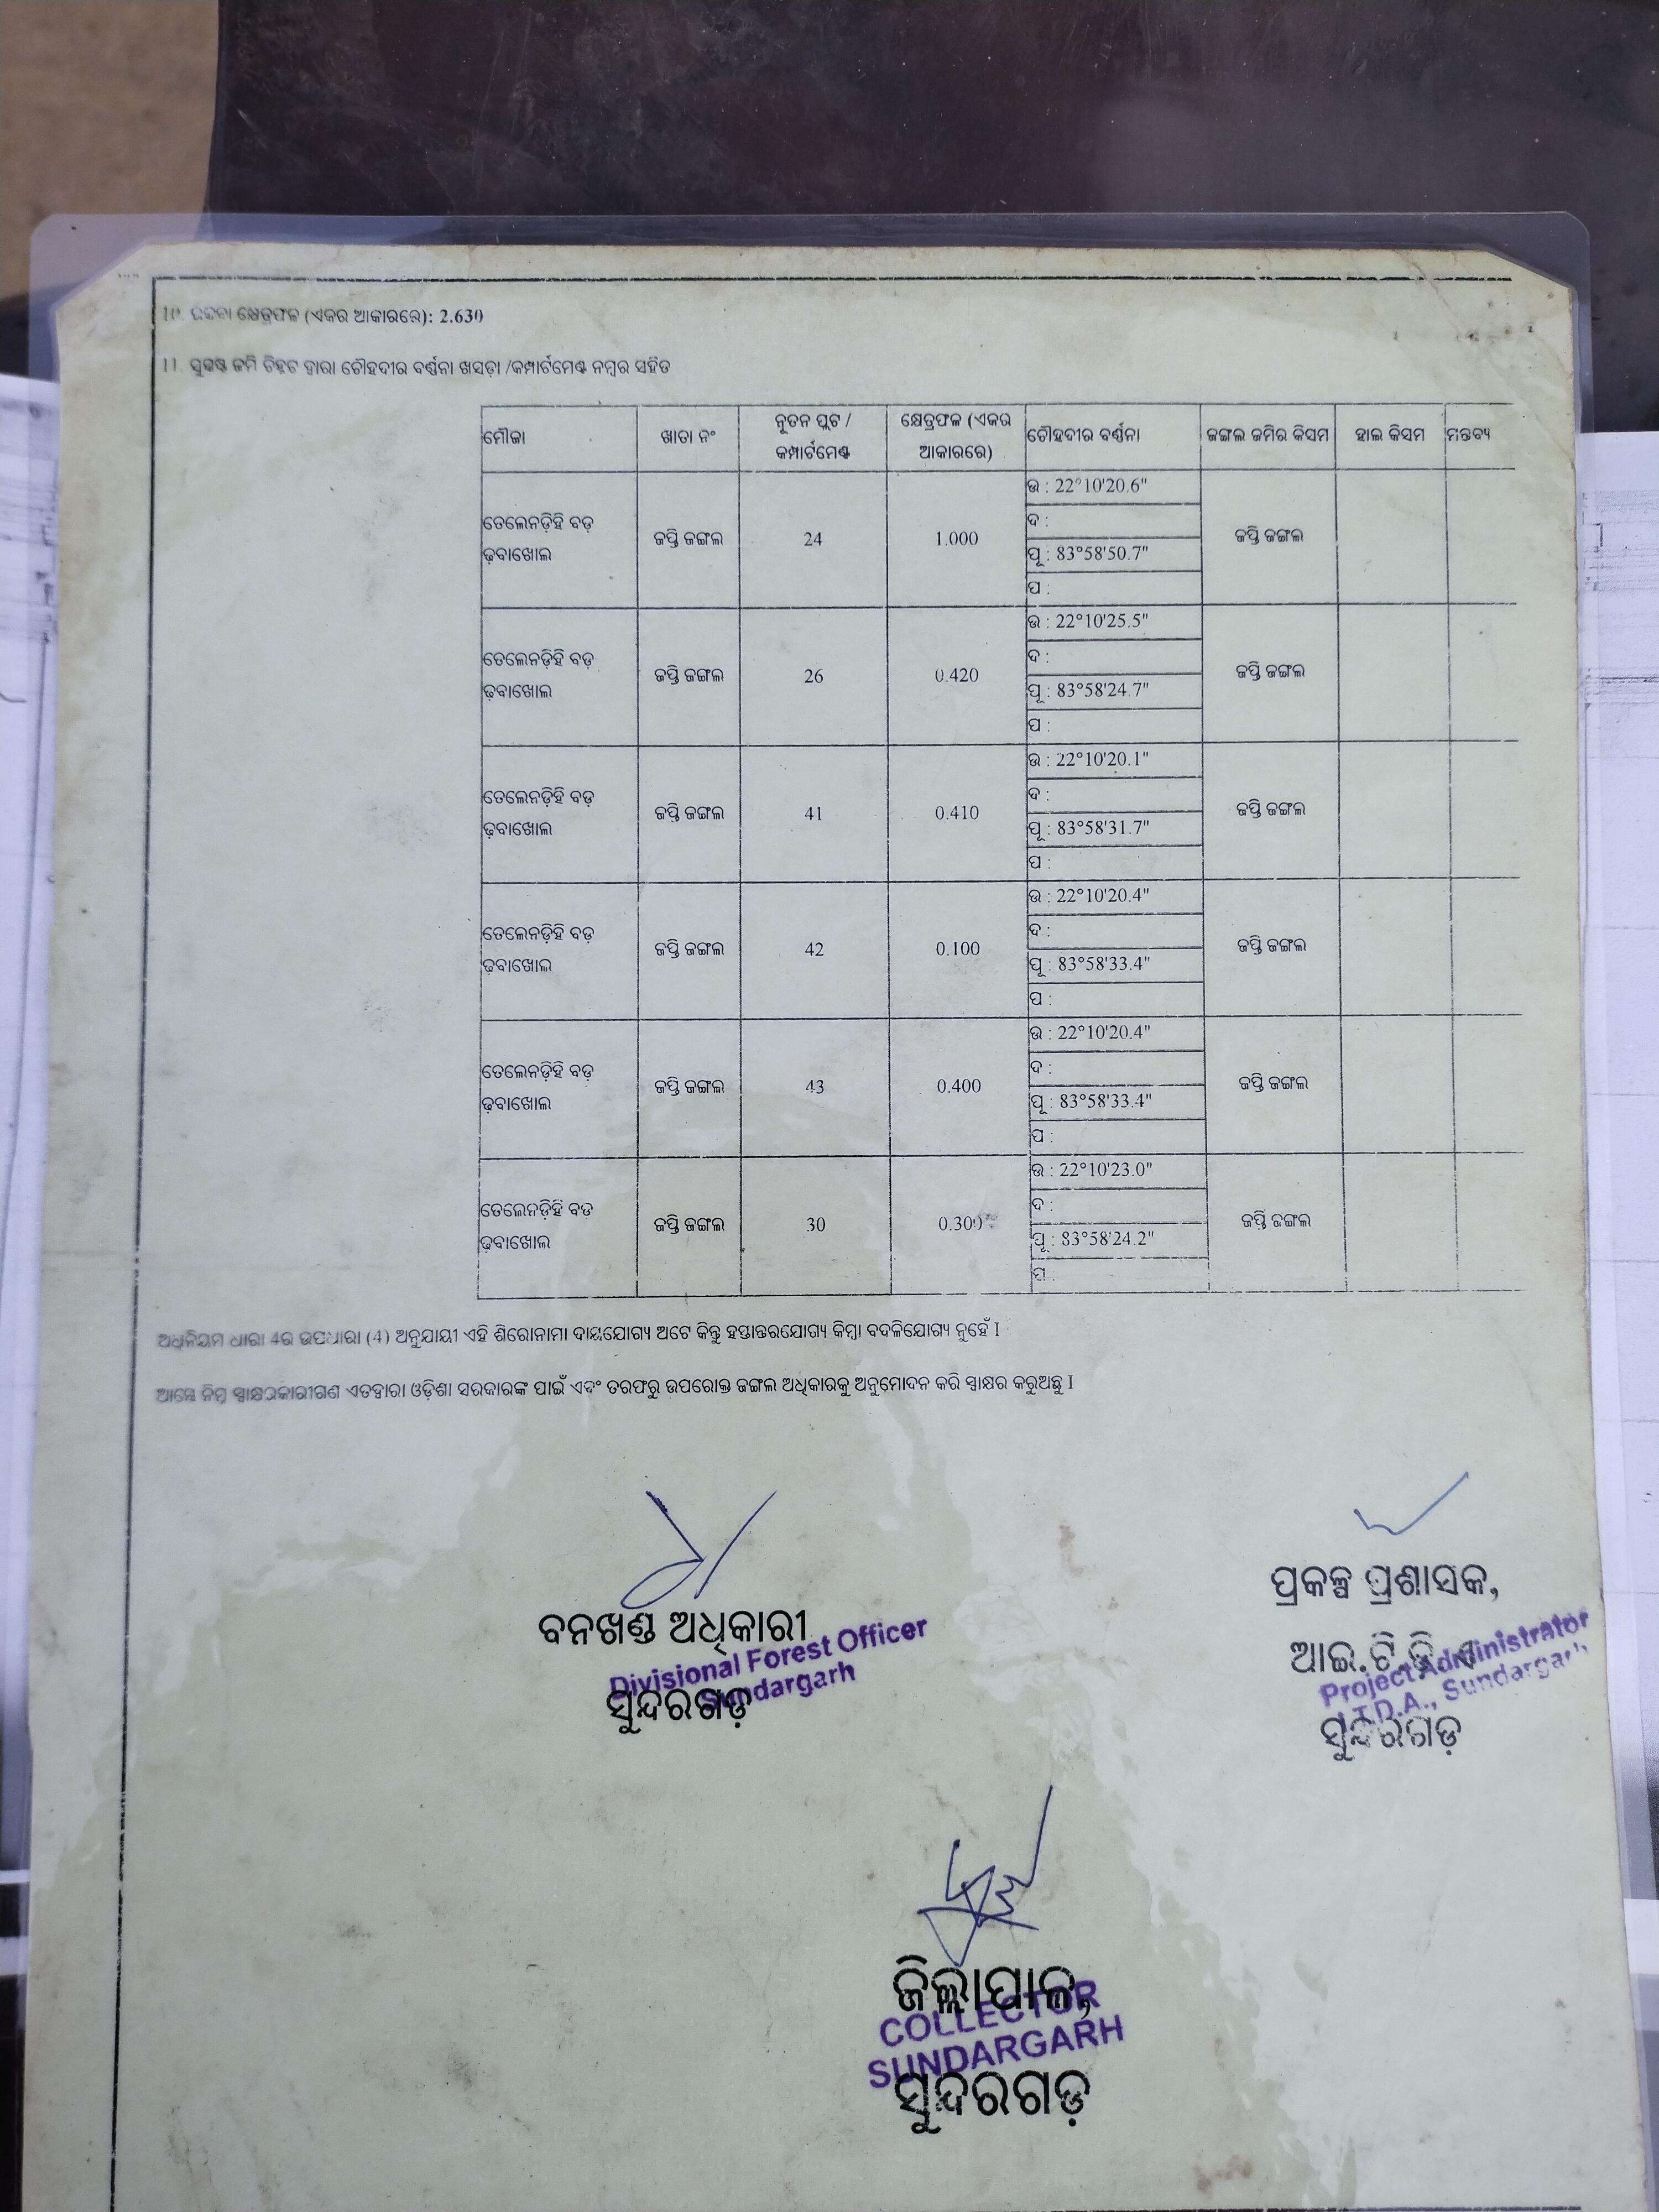 10. ରକବା କ୍ଷେତ୍ରଫଳ (ଏକର ଆକାରରେ): 2.630
11. ସୁସ୍ପଷ୍ଟ ଜମି ଚିହ୍ନଟ ଦ୍ୱାରା ଚୌହଦୀର ବର୍ଣ୍ଣନା ଖସଡ଼ା /କମ୍ପାର୍ଟମେଣ୍ଟ ନମ୍ବର ସହିତ
ମୌଜା ଖାତା ନଂ ନୂତନ ପ୍ଲଟ / କମ୍ପାର୍ଟମେଣ୍ଟ କ୍ଷେତ୍ରଫଳ (ଏକର ଆକାରରେ) ଚୌହଦୀର ବର୍ଣ୍ଣନା ଜଙ୍ଗଲ ଜମିର କିସମ ହାଲ କିସମ ମନ୍ତବ୍ୟ
ତେଲେନଡ଼ିହି ବଡ଼ ଢ଼ବାଖୋଲ ଜପ୍ତି ଜଙ୍ଗଲ 24 1.000 ଉ : 22°10'20.6" ଜପ୍ତି ଜଙ୍ଗଲ
ଦ :
ପୂ : 83°58'50.7"
ପ :
ତେଲେନଡ଼ିହି ବଡ଼ ଢ଼ବାଖୋଲ ଜପ୍ତି ଜଙ୍ଗଲ 26 0.420 ଉ : 22°10'25.5" ଜପ୍ତି ଜଙ୍ଗଲ
ଦ :
ପୂ : 83°58'24.7"
ପ :
ତେଲେନଡ଼ିହି ବଡ଼ ଢ଼ବାଖୋଲ ଜପ୍ତି ଜଙ୍ଗଲ 41 0.410 ଉ : 22°10'20.1" ଜପ୍ତି ଜଙ୍ଗଲ
ଦ :
ପୂ : 83°58'31.7"
ପ :
ତେଲେନଡ଼ିହି ବଡ଼ ଢ଼ବାଖୋଲ ଜପ୍ତି ଜଙ୍ଗଲ 42 0.100 ଉ : 22°10'20.4" ଜପ୍ତି ଜଙ୍ଗଲ
ଦ :
ପୂ : 83°58'33.4"
ପ :
ତେଲେନଡ଼ିହି ବଡ଼ ଢ଼ବାଖୋଲ ଜପ୍ତି ଜଙ୍ଗଲ 43 0.400 ଉ : 22°10'20.4" ଜପ୍ତି ଜଙ୍ଗଲ
ଦ :
ପୂ : 83°58'33.4"
ପ :
ତେଲେନଡ଼ିହି ବଡ଼ ଢ଼ବାଖୋଲ ଜପ୍ତି ଜଙ୍ଗଲ 30 0.300 ଉ : 22°10'23.0" ଜପ୍ତି ଜଙ୍ଗଲ
ଦ :
ପୂ : 83°58'24.2"
ପ :
ଅଧିନିୟମ ଧାରା 4ର ଉପଧାରା (4) ଅନୁଯାୟୀ ଏହି ଶିରୋନାମା ଦାୟଯୋଗ୍ୟ ଅଟେ କିନ୍ତୁ ହସ୍ତାନ୍ତରଯୋଗ୍ୟ କିମ୍ବା ବଦଳିଯୋଗ୍ୟ ନୁହେଁ I
ଆମ୍ଭେ ନିମ୍ନ ସ୍ୱାକ୍ଷରକାରୀଗଣ ଏତଦ୍ୱାରା ଓଡ଼ିଶା ସରକାରଙ୍କ ପାଇଁ ଏବଂ ତରଫରୁ ଉପରୋକ୍ତ ଜଙ୍ଗଲ ଅଧିକାରକୁ ଅନୁମୋଦନ କରି ସ୍ୱାକ୍ଷର କରୁଅଛୁ I
ବନଖଣ୍ଡ ଅଧିକାରୀ
Divisional Forest Officer
Sundargarh
ସୁନ୍ଦରଗଡ଼
ପ୍ରକଳ୍ପ ପ୍ରଶାସକ,
ଆଇ.ଟି.ଡି.ଏ
Project Administrator
I.T.D.A., Sundargarh
ସୁନ୍ଦରଗଡ଼
ଜିଲ୍ଲାପାଳ,
COLLECTOR
SUNDARGARH
ସୁନ୍ଦରଗଡ଼